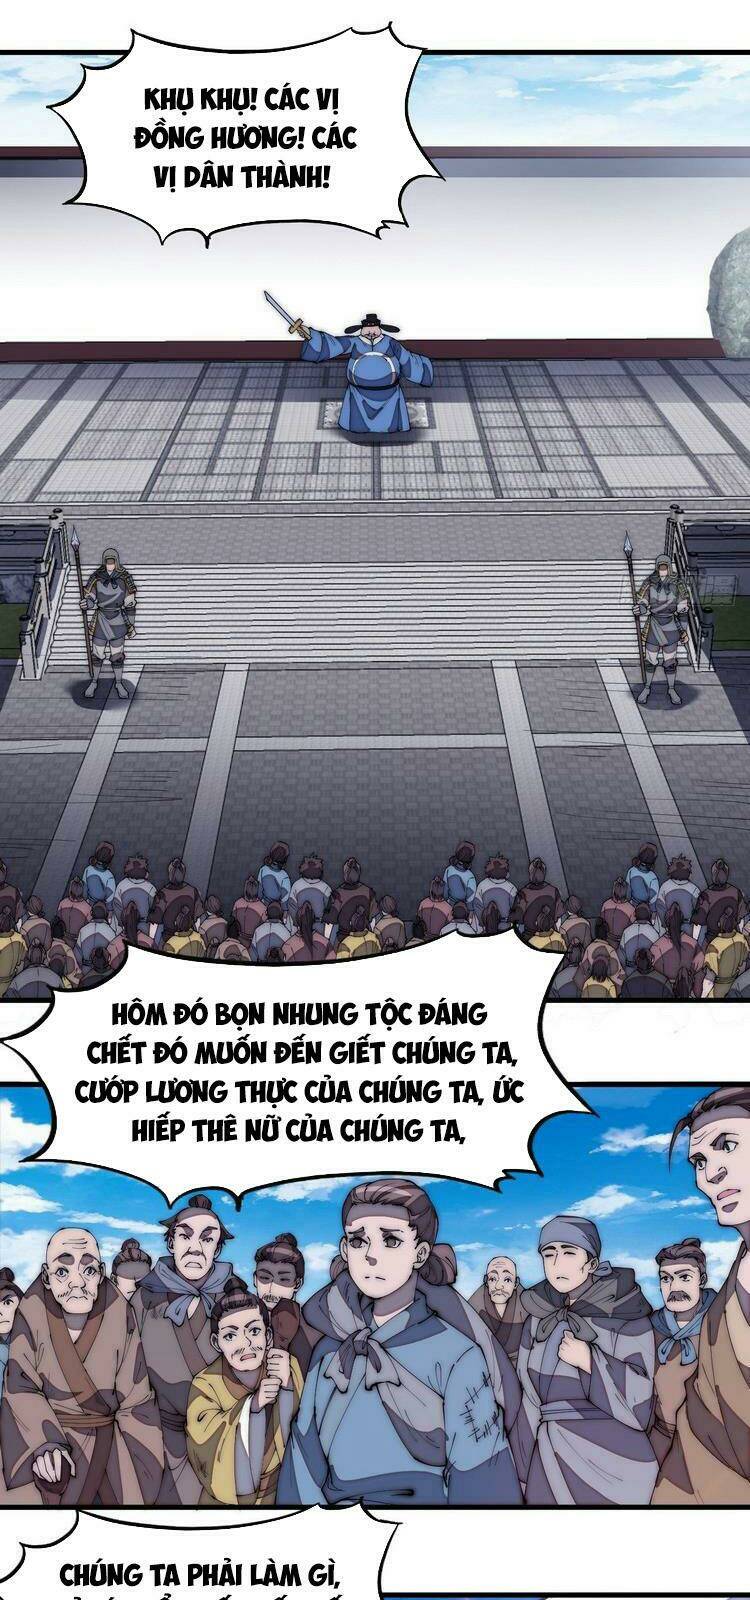 KHỤ KHỤ! CÁC VỊ
ĐỒNG HƯƠNG! CÁC
VỊ DÂN THÀNH!
HÔM ĐÓ BỌN NHUNG TỘC ĐÁNG
CHẾT ĐÓ MUỐN ĐẾN GIẾT CHÚNG TA,
CƯỚP LƯƠNG THỰC CỦA CHÚNG TA, ỨC
HIẾP THÊ NỮ CỦA CHÚNG TA,
CHÚNG TA PHẢI LÀM GÌ,